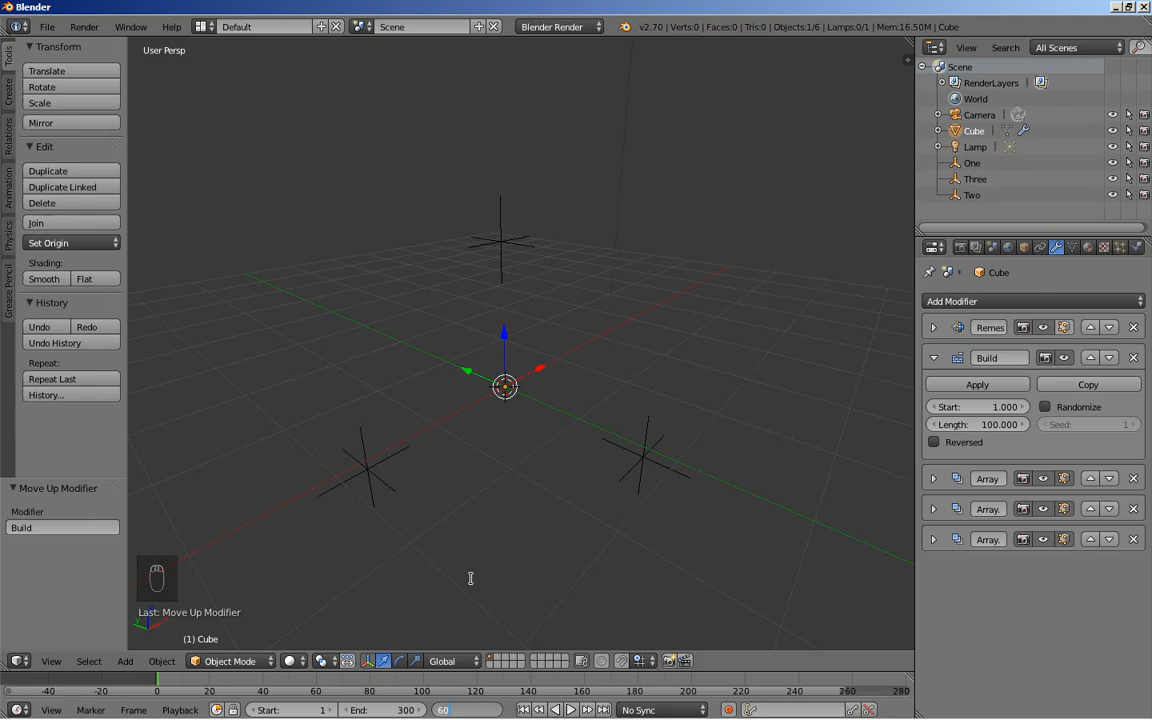 Blender
File Render Window Help Default Scene Blender Render v2.70 | Verts:0 | Faces:0 | Tris:0 | Objects:1/6 | Lamps:0/1 | Mem:16.50M | Cube
Tools
Create
Relations
Animation
Physics
Grease Pencil
Transform
Translate
Rotate
Scale
Mirror
Edit
Duplicate
Duplicate Linked
Delete
Join
Set Origin
Shading:
Smooth Flat
History
Undo Redo
Undo History
Repeat:
Repeat Last
History...
Move Up Modifier
Modifier
Build
User Persp
Last: Move Up Modifier
(1) Cube
View Select Add Object Object Mode Global
-40 -20 0 20 40 60 80 100 120 140 160 180 200 220 240 260 280
View Marker Frame Playback Start: 1 End: 300 60 No Sync
View Search All Scenes
Scene
RenderLayers
World
Camera
Cube
Lamp
One
Three
Two
Cube
Add Modifier
Remes
Build
Apply Copy
Start: 1.000 Randomize
Length: 100.000 Seed: 1
Reversed
Array
Array.
Array.